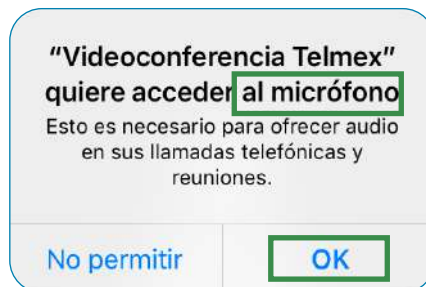 “Videoconferencia Telmex”
quiere acceder al micrófono
Esto es necesario para ofrecer audio
en sus llamadas telefónicas y
reuniones.
No permitir
OK